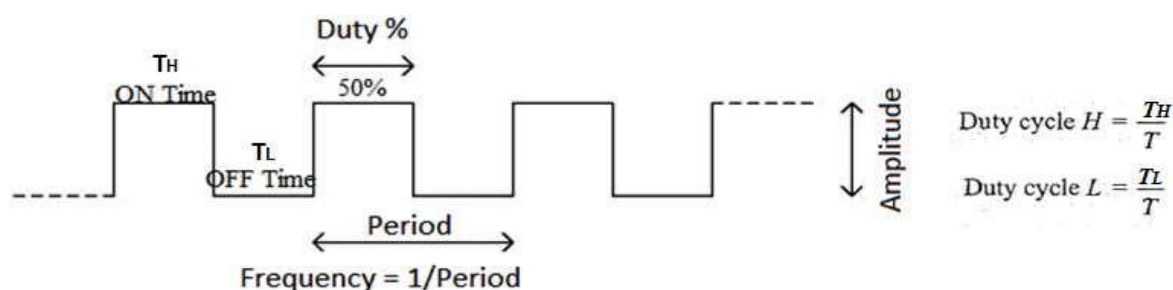 Duty %
TH
ON Time
50%
TL
OFF Time
Period
Frequency = 1/Period
Amplitude
Duty cycle H = TH/T
Duty cycle L = TL/T